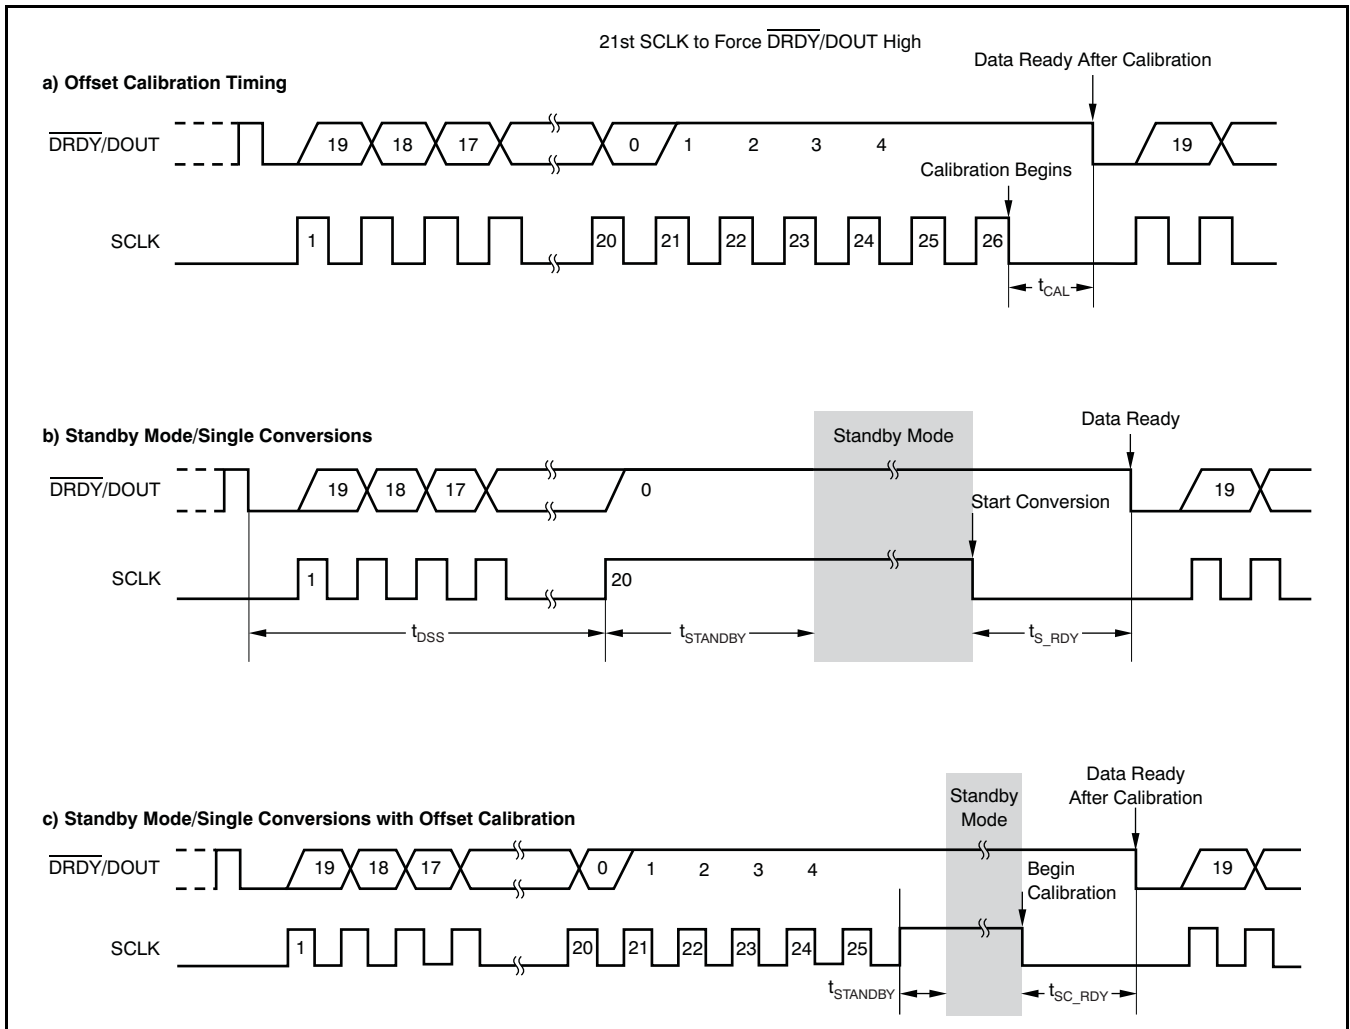 21st SCLK to Force DRDY/DOUT High
Data Ready After Calibration
a) Offset Calibration Timing
DRDY/DOUT 19 18 17 0 1 2 3 4 19
Calibration Begins
SCLK 1 20 21 22 23 24 25 26
tCAL
Data Ready
b) Standby Mode/Single Conversions Standby Mode
DRDY/DOUT 19 18 17 0 19
Start Conversion
SCLK 1 20
tDSS tSTANDBY tS_RDY
Data Ready
After Calibration
Standby
Mode
c) Standby Mode/Single Conversions with Offset Calibration
DRDY/DOUT 19 18 17 0 1 2 3 4 19
Begin
Calibration
SCLK 1 20 21 22 23 24 25
tSTANDBY tSC_RDY